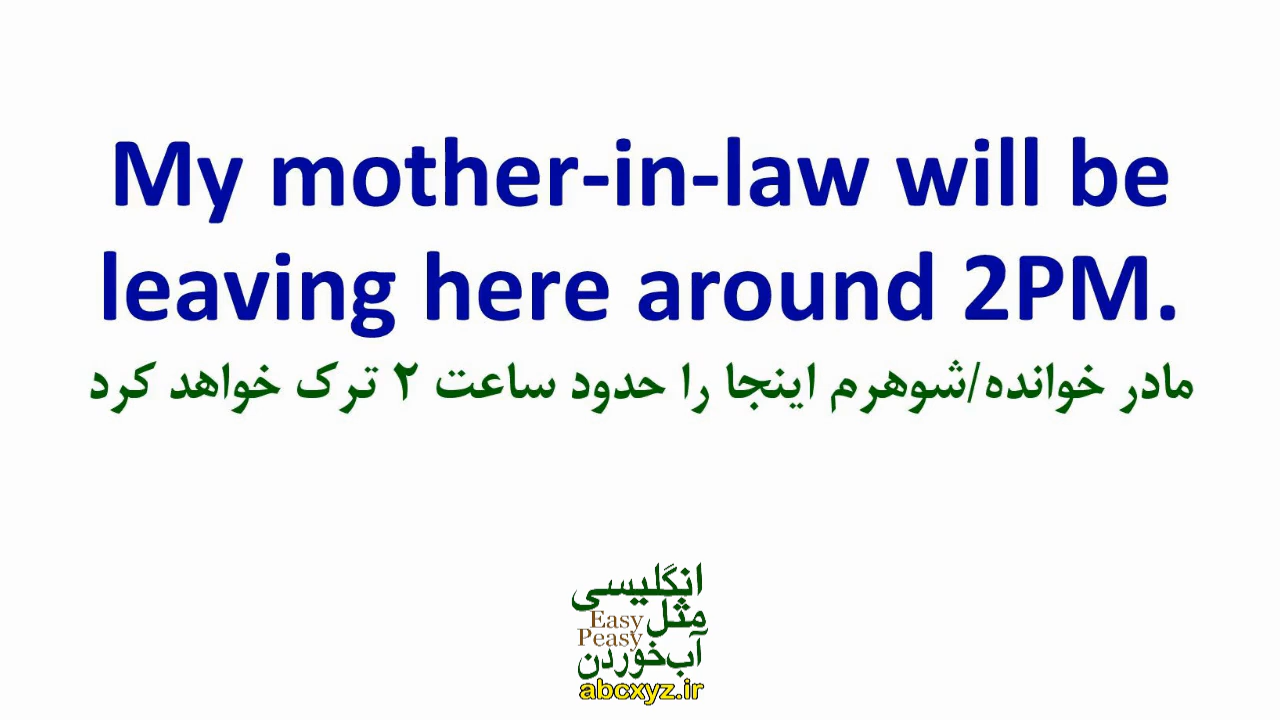 My mother-in-law will be
leaving here around 2PM.
مادر خوانده/شوهرم اینجا را حدود ساعت ۲ ترک خواهد کرد
انگلیسی
مثل
Easy
Peasy
آب‌خوردن
abcxyz.ir